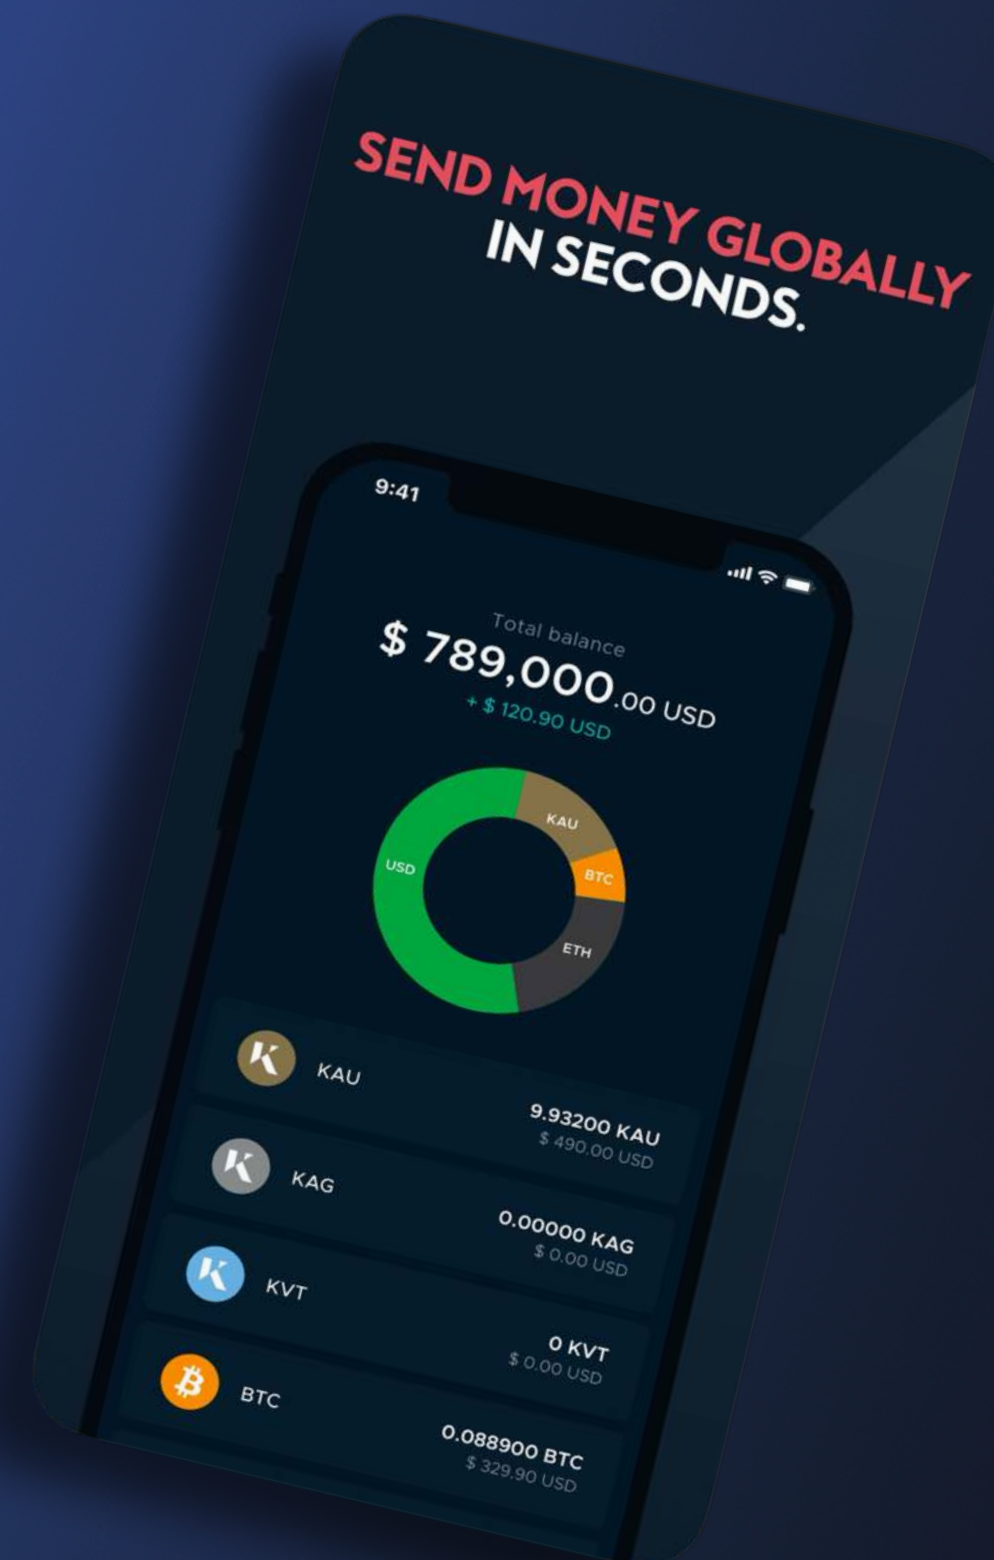 SEND MONEY GLOBALLY
IN SECONDS.
9:41
Total balance
$ 789,000.00 USD
+ $ 120.90 USD
KAU
BTC
USD
ETH
KAU
9.93200 KAU
$ 490.00 USD
KAG
0.00000 KAG
$ 0.00 USD
KVT
0 KVT
$ 0.00 USD
BTC
0.088900 BTC
$ 329.90 USD